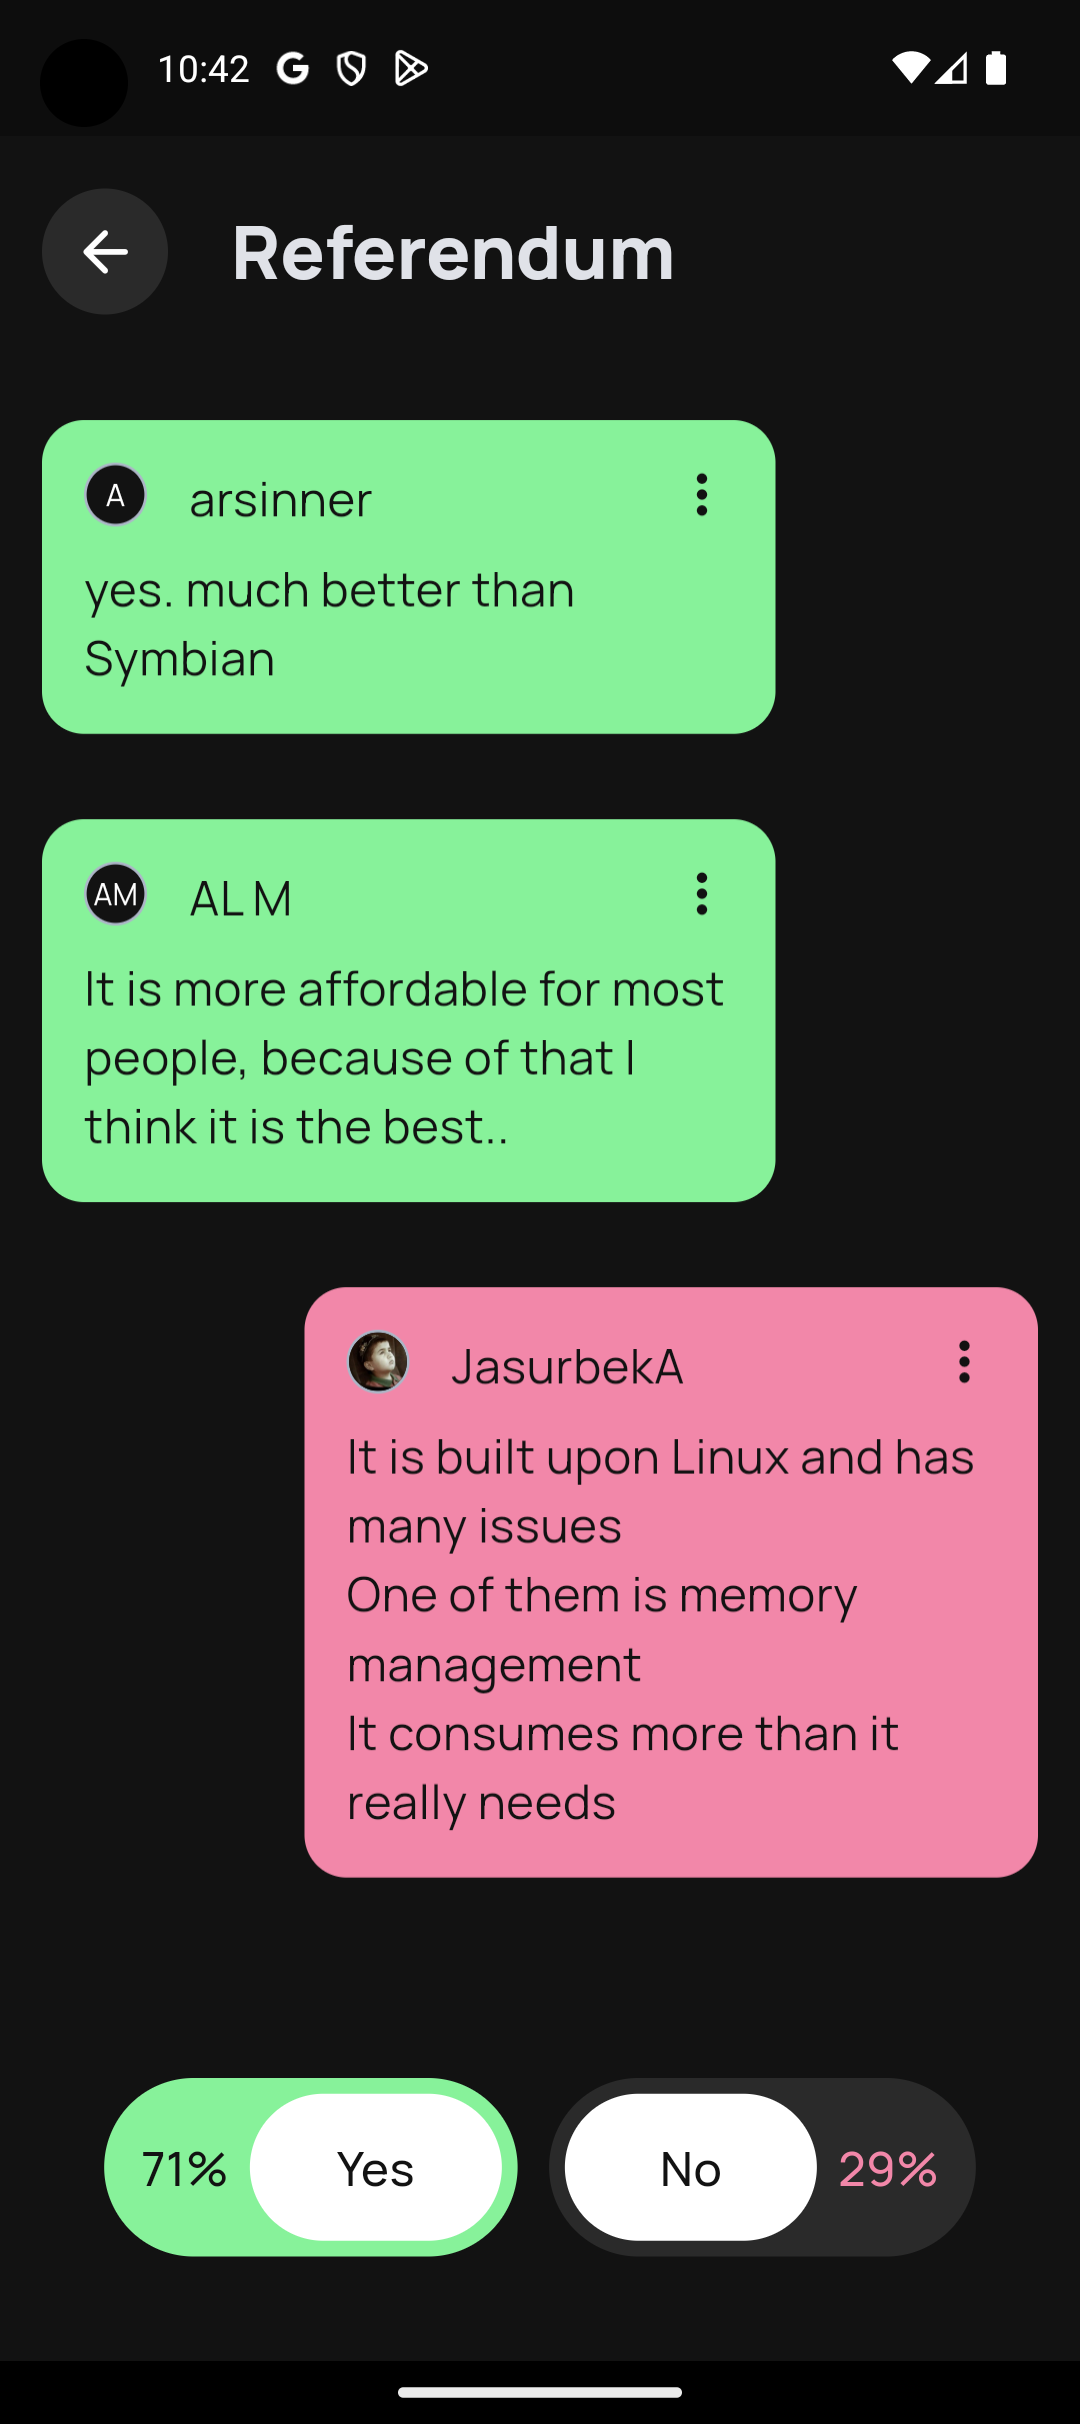 10:42
Referendum
A arsinner
yes. much better than
Symbian
AM AL M
It is more affordable for most
people, because of that I
think it is the best..
JasurbekA
It is built upon Linux and has
many issues
One of them is memory
management
It consumes more than it
really needs
71% Yes No 29%